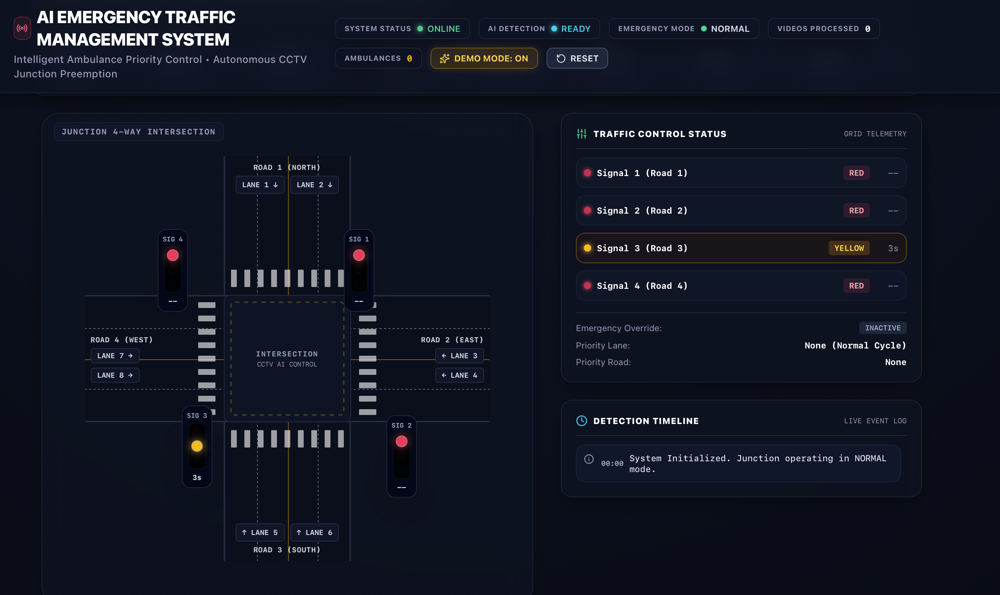 AI EMERGENCY TRAFFIC
MANAGEMENT SYSTEM
Intelligent Ambulance Priority Control • Autonomous CCTV
Junction Preemption
SYSTEM STATUS ONLINE
AI DETECTION READY
EMERGENCY MODE NORMAL
VIDEOS PROCESSED 0
AMBULANCES 0
DEMO MODE: ON
RESET
JUNCTION 4-WAY INTERSECTION
ROAD 1 (NORTH)
LANE 1 ↓
LANE 2 ↓
SIG 4
--
SIG 1
--
ROAD 4 (WEST)
LANE 7 →
LANE 8 →
INTERSECTION
CCTV AI CONTROL
ROAD 2 (EAST)
← LANE 3
← LANE 4
SIG 3
3s
SIG 2
--
↑ LANE 5
↑ LANE 6
ROAD 3 (SOUTH)
TRAFFIC CONTROL STATUS
GRID TELEMETRY
Signal 1 (Road 1) RED --
Signal 2 (Road 2) RED --
Signal 3 (Road 3) YELLOW 3s
Signal 4 (Road 4) RED --
Emergency Override: INACTIVE
Priority Lane: None (Normal Cycle)
Priority Road: None
DETECTION TIMELINE
LIVE EVENT LOG
00:00 System Initialized. Junction operating in NORMAL
mode.